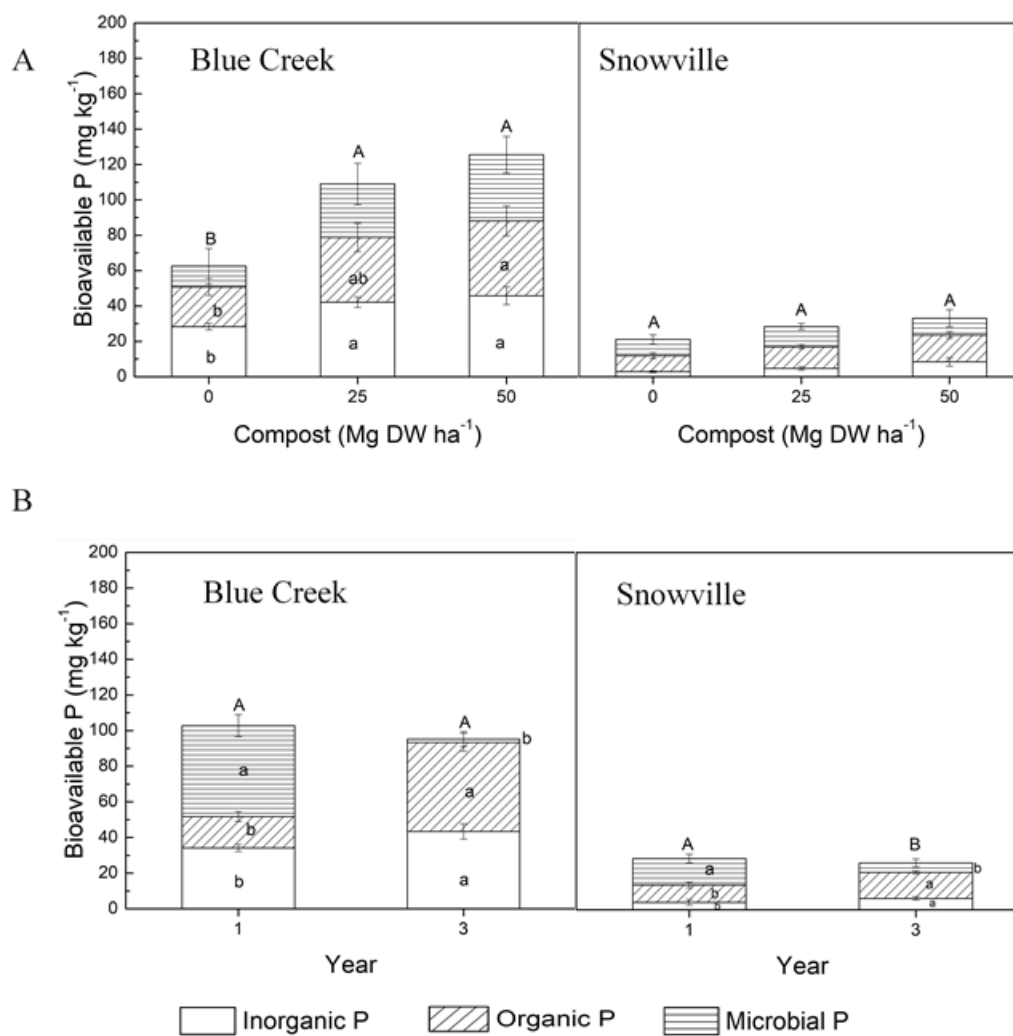 A
Blue Creek
Snowville
Bioavailable P (mg kg⁻¹)
200
180
160
140
120
100
80
60
40
20
0
B
b
b
A
ab
a
A
a
a
A
A
A
0
25
50
0
25
50
Compost (Mg DW ha⁻¹)
Compost (Mg DW ha⁻¹)
B
Blue Creek
Snowville
Bioavailable P (mg kg⁻¹)
200
180
160
140
120
100
80
60
40
20
0
A
a
b
b
A
b
a
a
A
a
b
b
B
b
a
a
1
3
1
3
Year
Year
Inorganic P
Organic P
Microbial P